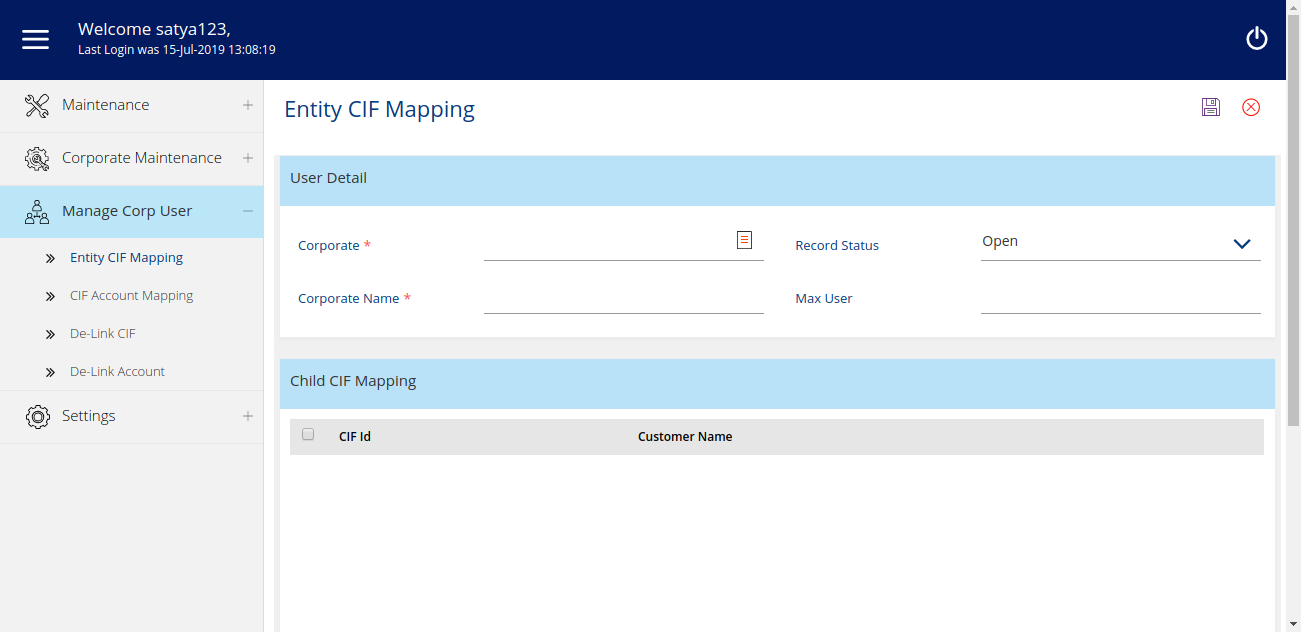 Welcome satya123,
Last Login was 15-Jul-2019 13:08:19
Maintenance
Corporate Maintenance
Manage Corp User
Entity CIF Mapping
CIF Account Mapping
De-Link CIF
De-Link Account
Settings
Entity CIF Mapping
User Detail
Corporate *
Record Status
Open
Corporate Name *
Max User
Child CIF Mapping
CIF Id
Customer Name